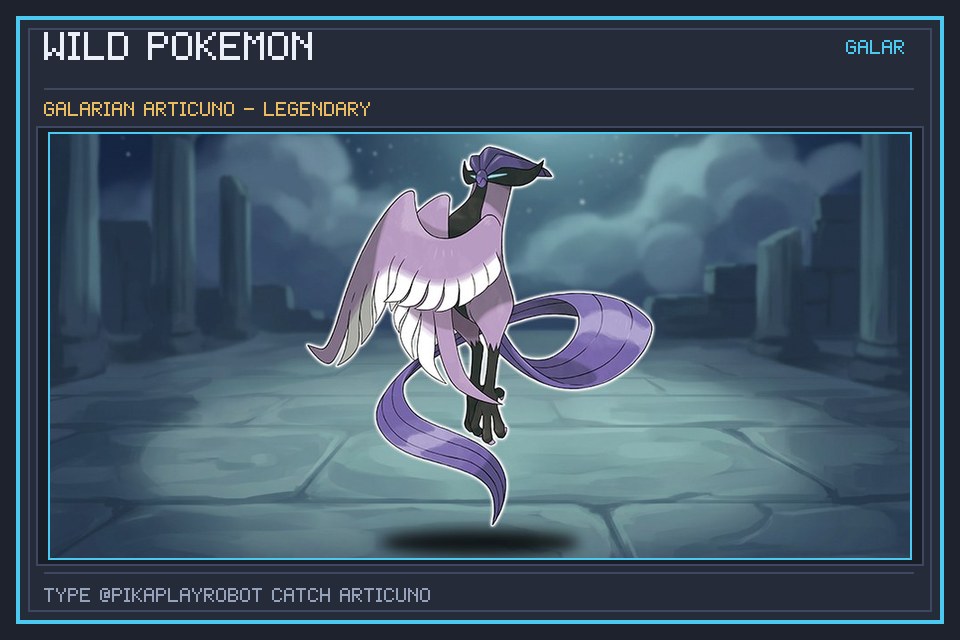 WILD POKEMON
GALAR
GALARIAN ARTICUNO - LEGENDARY
TYPE @PIKAPLAYROBOT CATCH ARTICUNO